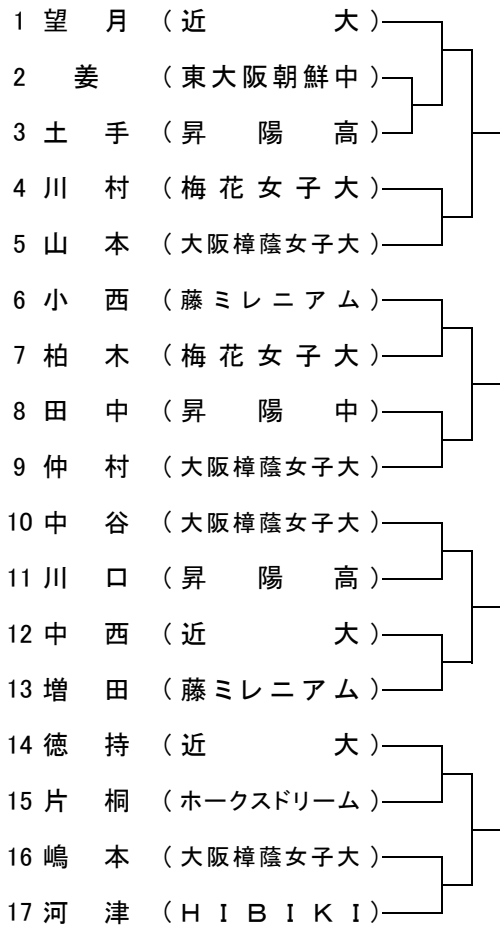 1 望月 (近大)
2 姜 (東大阪朝鮮中)
3 土手 (昇陽高)
4 川村 (梅花女子大)
5 山本 (大阪樟蔭女子大)
6 小西 (藤ミレニアム)
7 柏木 (梅花女子大)
8 田中 (昇陽中)
9 仲村 (大阪樟蔭女子大)
10 中谷 (大阪樟蔭女子大)
11 川口 (昇陽高)
12 中西 (近大)
13 増田 (藤ミレニアム)
14 徳持 (近大)
15 片桐 (ホークスドリーム)
16 嶋本 (大阪樟蔭女子大)
17 河津 (HIBIKI)